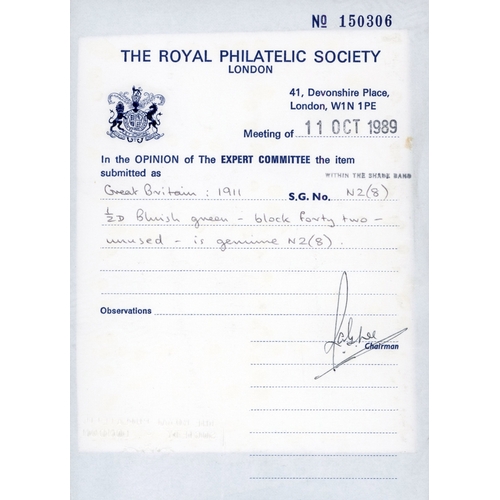 No 150306
THE ROYAL PHILATELIC SOCIETY
LONDON
41, Devonshire Place,
London, W1N 1PE
Meeting of 11 OCT 1989
In the OPINION of The EXPERT COMMITTEE the item
submitted as
WITHIN THE SHADE BAND
Great Britain : 1911 S.G. No. N2(8)
½D Bluish green - block forty two -
unused - is genuine N2(8).
Observations
Chairman